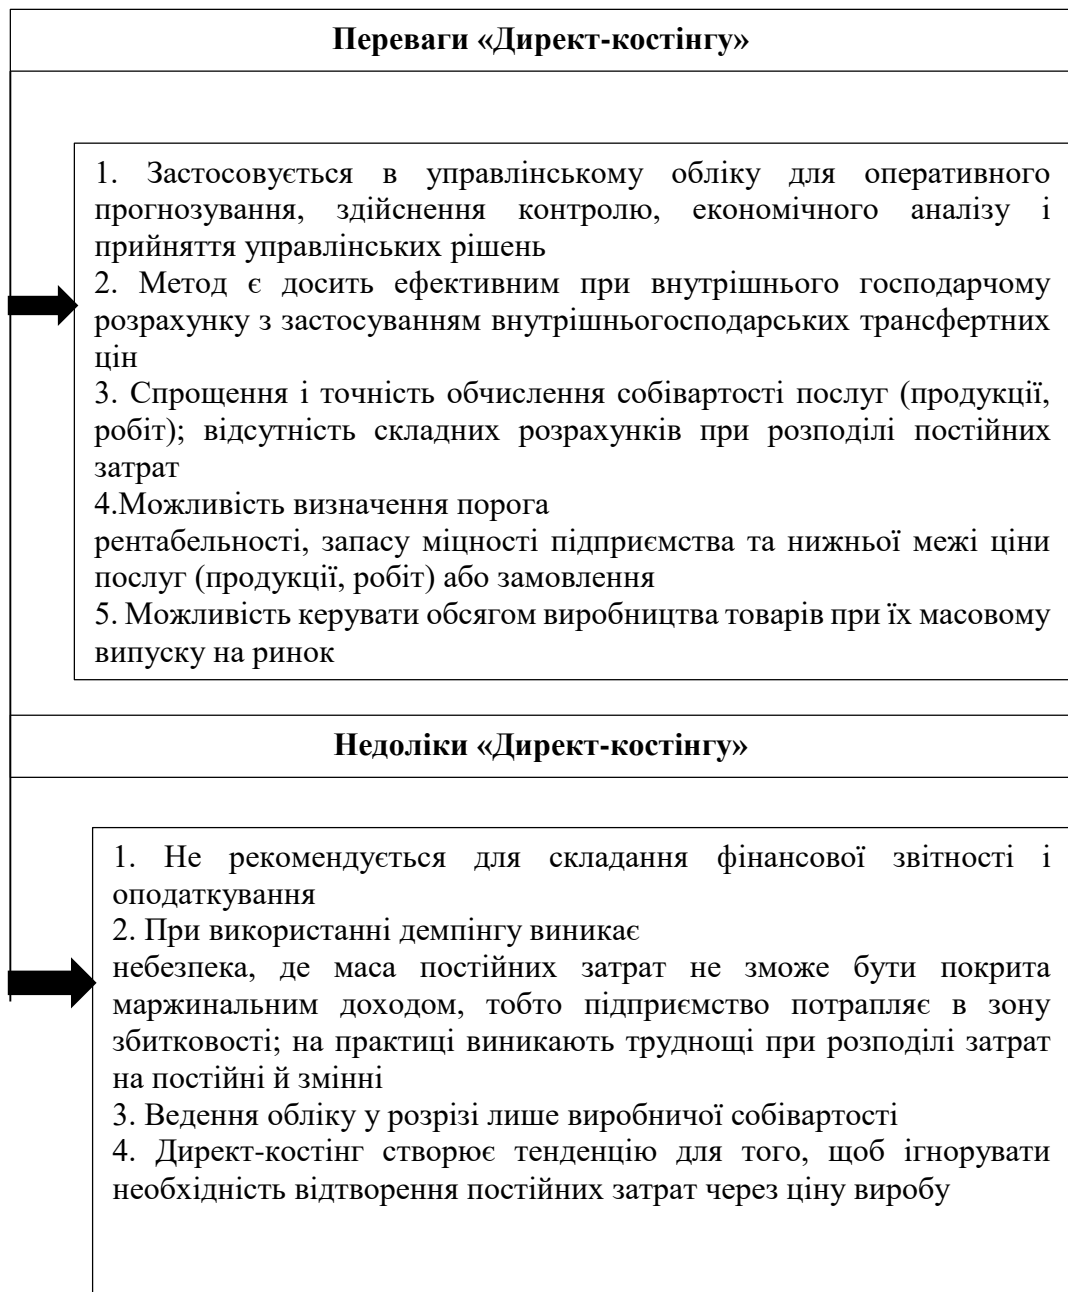 Переваги «Директ-костінгу»
1. Застосовується в управлінському обліку для оперативного
прогнозування, здійснення контролю, економічного аналізу і
прийняття управлінських рішень
2. Метод є досить ефективним при внутрішнього господарчому
розрахунку з застосуванням внутрішньогосподарських трансфертних
цін
3. Спрощення і точність обчислення собівартості послуг (продукції,
робіт); відсутність складних розрахунків при розподілі постійних
затрат
4.Можливість визначення порога
рентабельності, запасу міцності підприємства та нижньої межі ціни
послуг (продукції, робіт) або замовлення
5. Можливість керувати обсягом виробництва товарів при їх масовому
випуску на ринок
Недоліки «Директ-костінгу»
1. Не рекомендується для складання фінансової звітності і
оподаткування
2. При використанні демпінгу виникає
небезпека, де маса постійних затрат не зможе бути покрита
маржинальним доходом, тобто підприємство потрапляє в зону
збитковості; на практиці виникають труднощі при розподілі затрат
на постійні й змінні
3. Ведення обліку у розрізі лише виробничої собівартості
4. Директ-костінг створює тенденцію для того, щоб ігнорувати
необхідність відтворення постійних затрат через ціну виробу